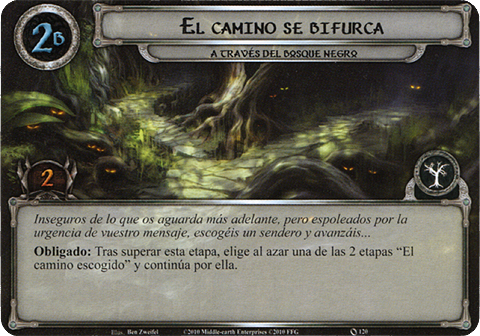 2B
EL CAMINO SE BIFURCA
A TRAVÉS DEL BOSQUE NEGRO
2
Inseguros de lo que os aguarda más adelante, pero espoleados por la
urgencia de vuestro mensaje, escogéis un sendero y avanzáis...
Obligado: Tras superar esta etapa, elige al azar una de las 2 etapas “El
camino escogido” y continúa por ella.
Ilus. Ben Zweifel ©2010 Middle-earth Enterprises ©2010 FFG 120